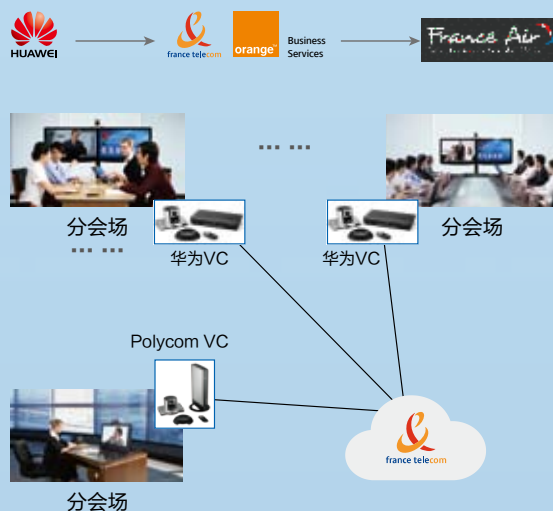 HUAWEI
france telecom
orange™
Business
Services
France Air
... ...
分会场
华为VC
华为VC
分会场
... ...
Polycom VC
分会场
france telecom